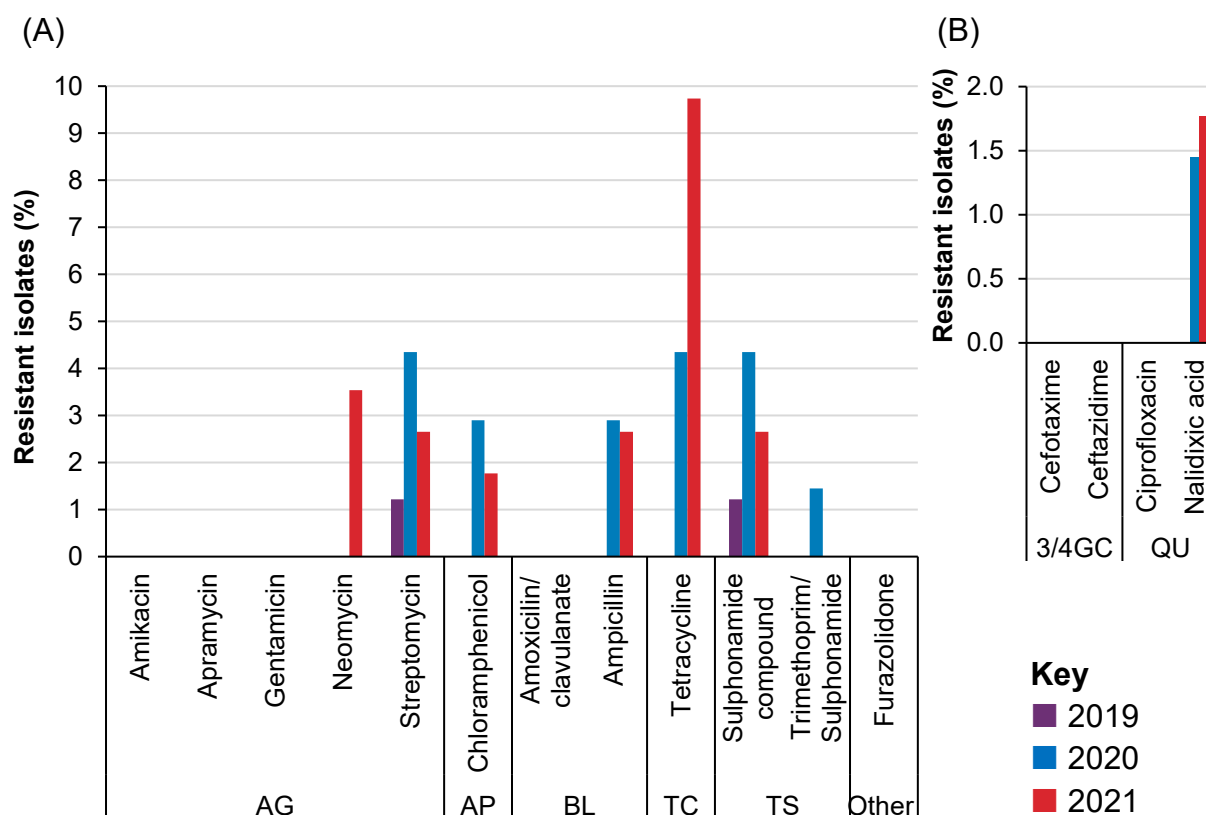 (A)
Resistant isolates (%)
10
9
8
7
6
5
4
3
2
1
0
Amikacin
Apramycin
Gentamicin
Neomycin
Streptomycin
Chloramphenicol
Amoxicilin/
clavulanate
Ampicillin
Tetracycline
Sulphonamide
compound
Trimethoprim/
Sulphonamide
Furazolidone
AG
AP
BL
TC
TS
Other
(B)
Resistant isolates (%)
2.0
1.5
1.0
0.5
0.0
Cefotaxime
Ceftazidime
Ciprofloxacin
Nalidixic acid
3/4GC
QU
Key
2019
2020
2021